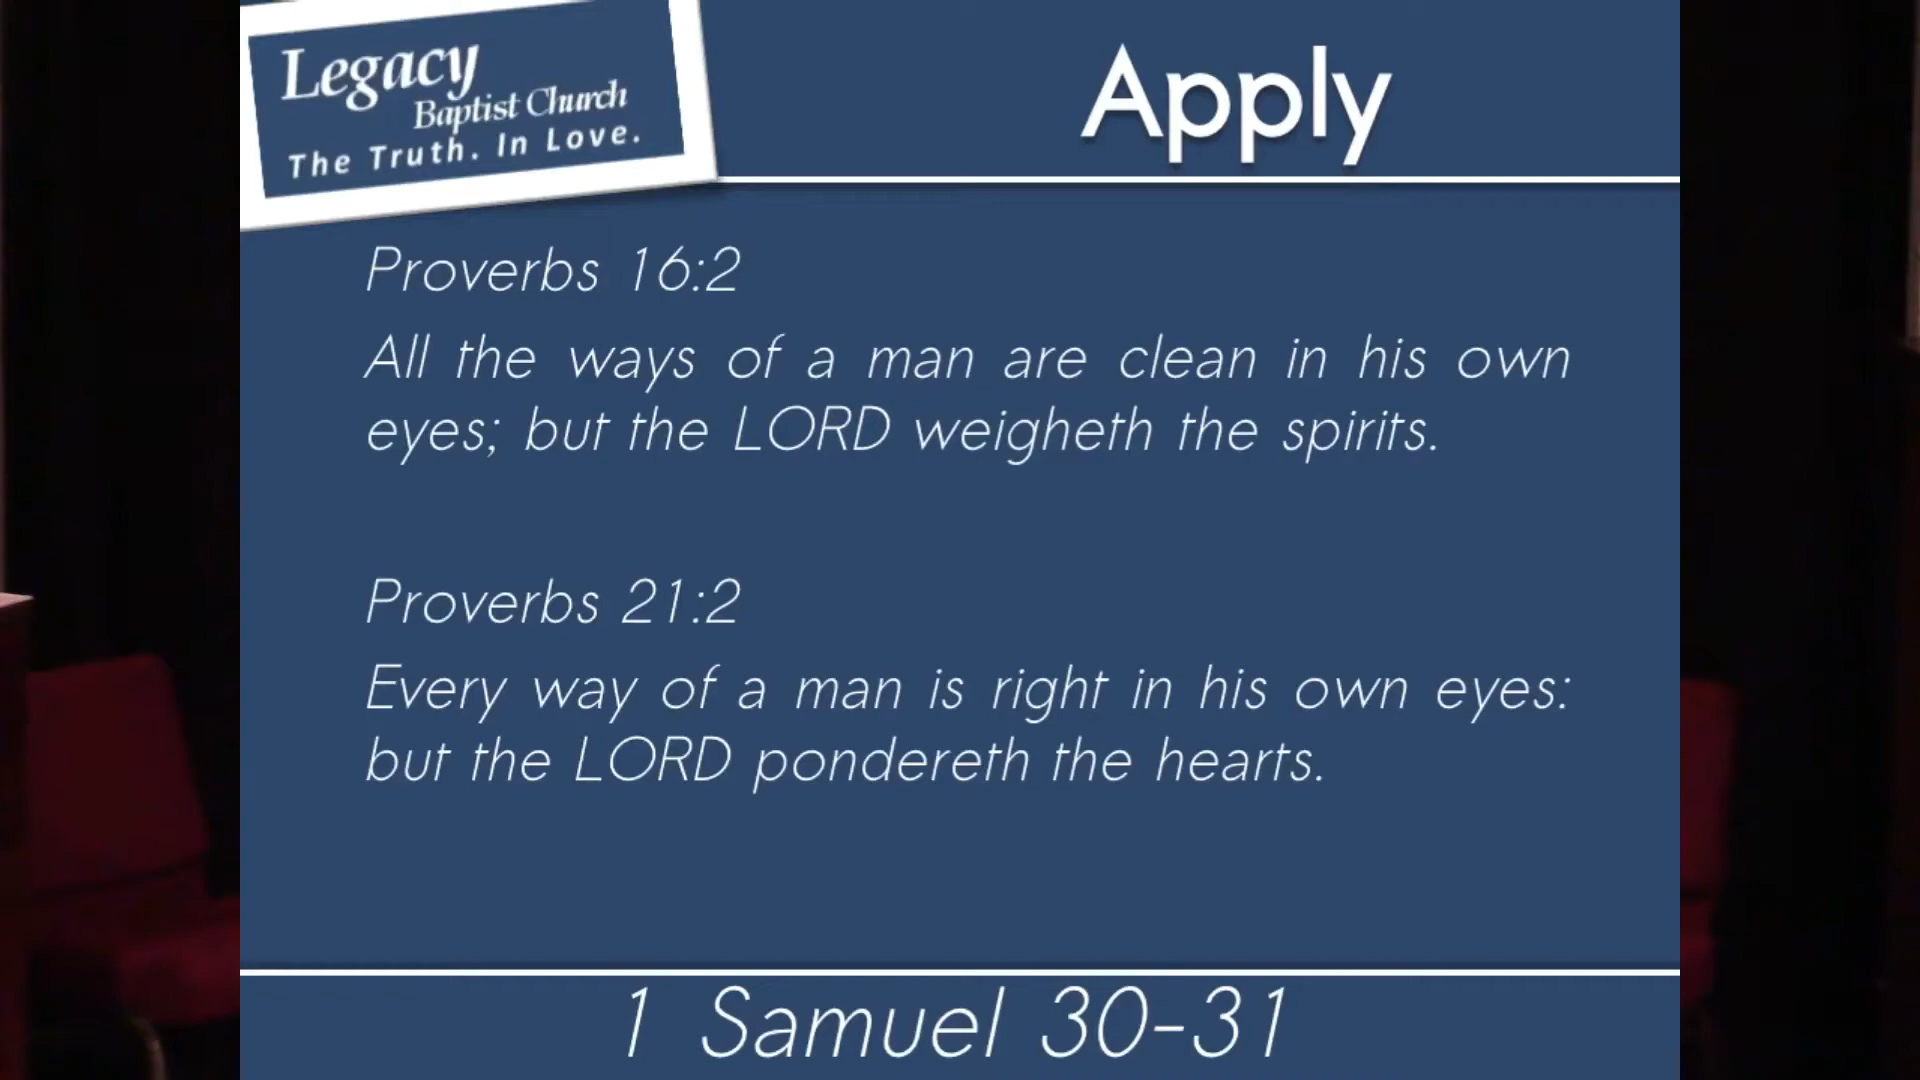 Legacy
Baptist Church
The Truth. In Love.
Apply
Proverbs 16:2
All the ways of a man are clean in his own
eyes; but the LORD weigheth the spirits.
Proverbs 21:2
Every way of a man is right in his own eyes:
but the LORD pondereth the hearts.
1 Samuel 30-31